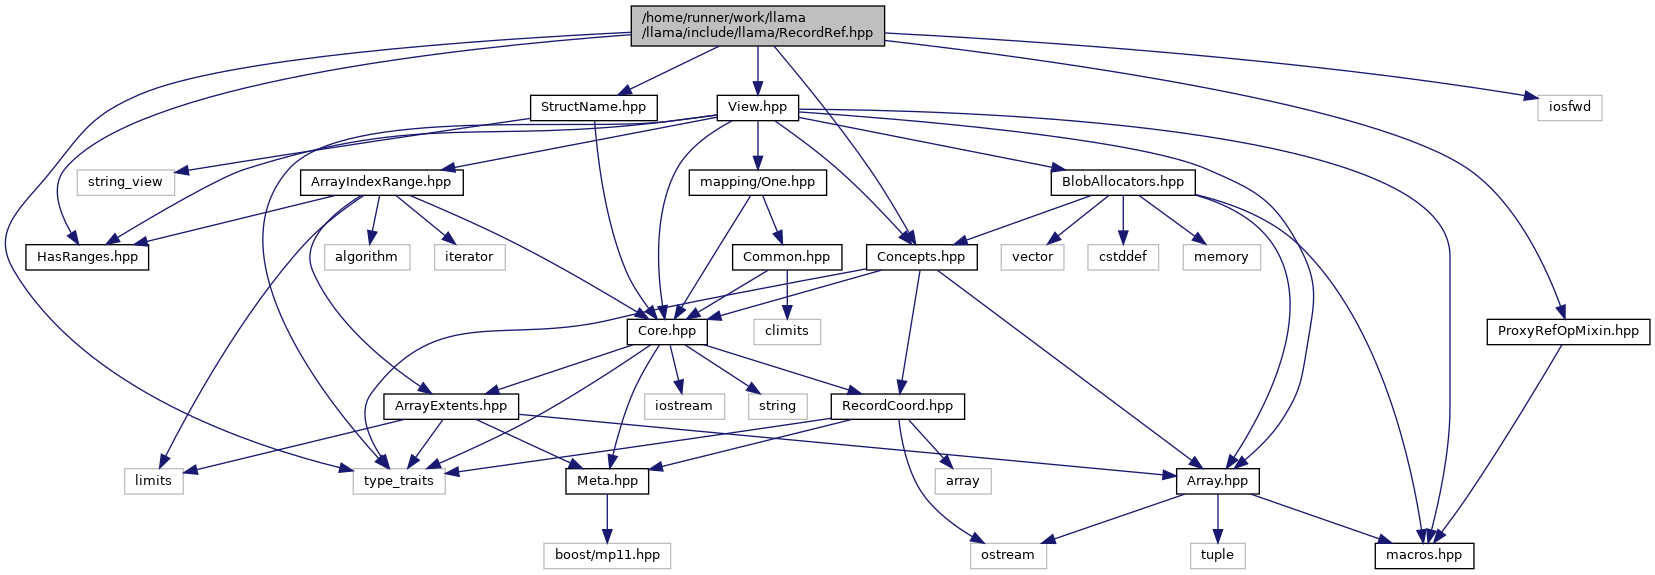 /home/runner/work/llama
/llama/include/llama/RecordRef.hpp
StructName.hpp
View.hpp
iosfwd
string_view
ArrayIndexRange.hpp
mapping/One.hpp
BlobAllocators.hpp
HasRanges.hpp
algorithm
iterator
Common.hpp
Concepts.hpp
vector
cstddef
memory
Core.hpp
climits
ProxyRefOpMixin.hpp
ArrayExtents.hpp
iostream
string
RecordCoord.hpp
limits
type_traits
Meta.hpp
array
Array.hpp
boost/mp11.hpp
ostream
tuple
macros.hpp